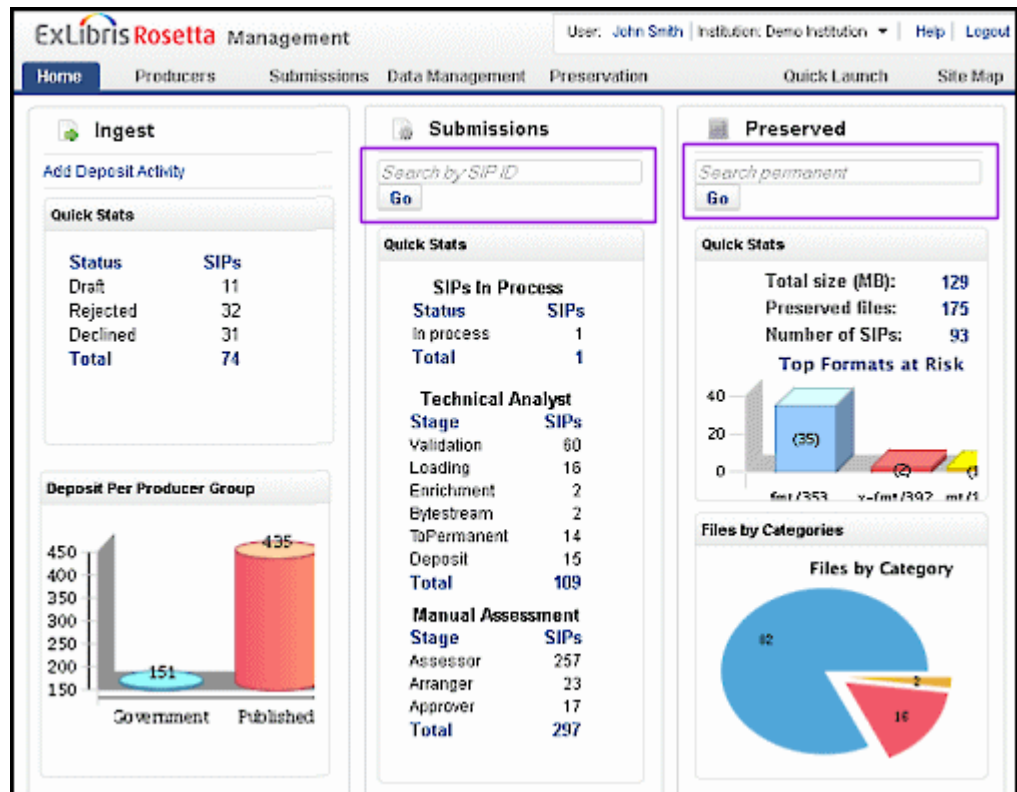 ExLibris Rosetta Management
User: John Smith Institution: Demo Institution Help Logout
Home Producers Submissions Data Management Preservation Quick Launch Site Map
Ingest
Add Deposit Activity
Quick Stats
Status SIPs
Draft 11
Rejected 32
Declined 31
Total 74
Deposit Per Producer Group
450
400
350
300
250
200
150
151
435
Government Published
Submissions
Search by SIP ID
Go
Quick Stats
SIPs In Process
Status SIPs
In process 1
Total 1
Technical Analyst
Stage SIPs
Validation 60
Loading 16
Enrichment 2
Bytestream 2
ToPermanent 14
Deposit 15
Total 109
Manual Assessment
Stage SIPs
Assessor 257
Arranger 23
Approver 17
Total 297
Preserved
Search permanent
Go
Quick Stats
Total size (MB): 129
Preserved files: 175
Number of SIPs: 93
Top Formats at Risk
40
20
0
(35)
(2)
fmt/353 x-fmt/392
Files by Categories
Files by Category
2
16